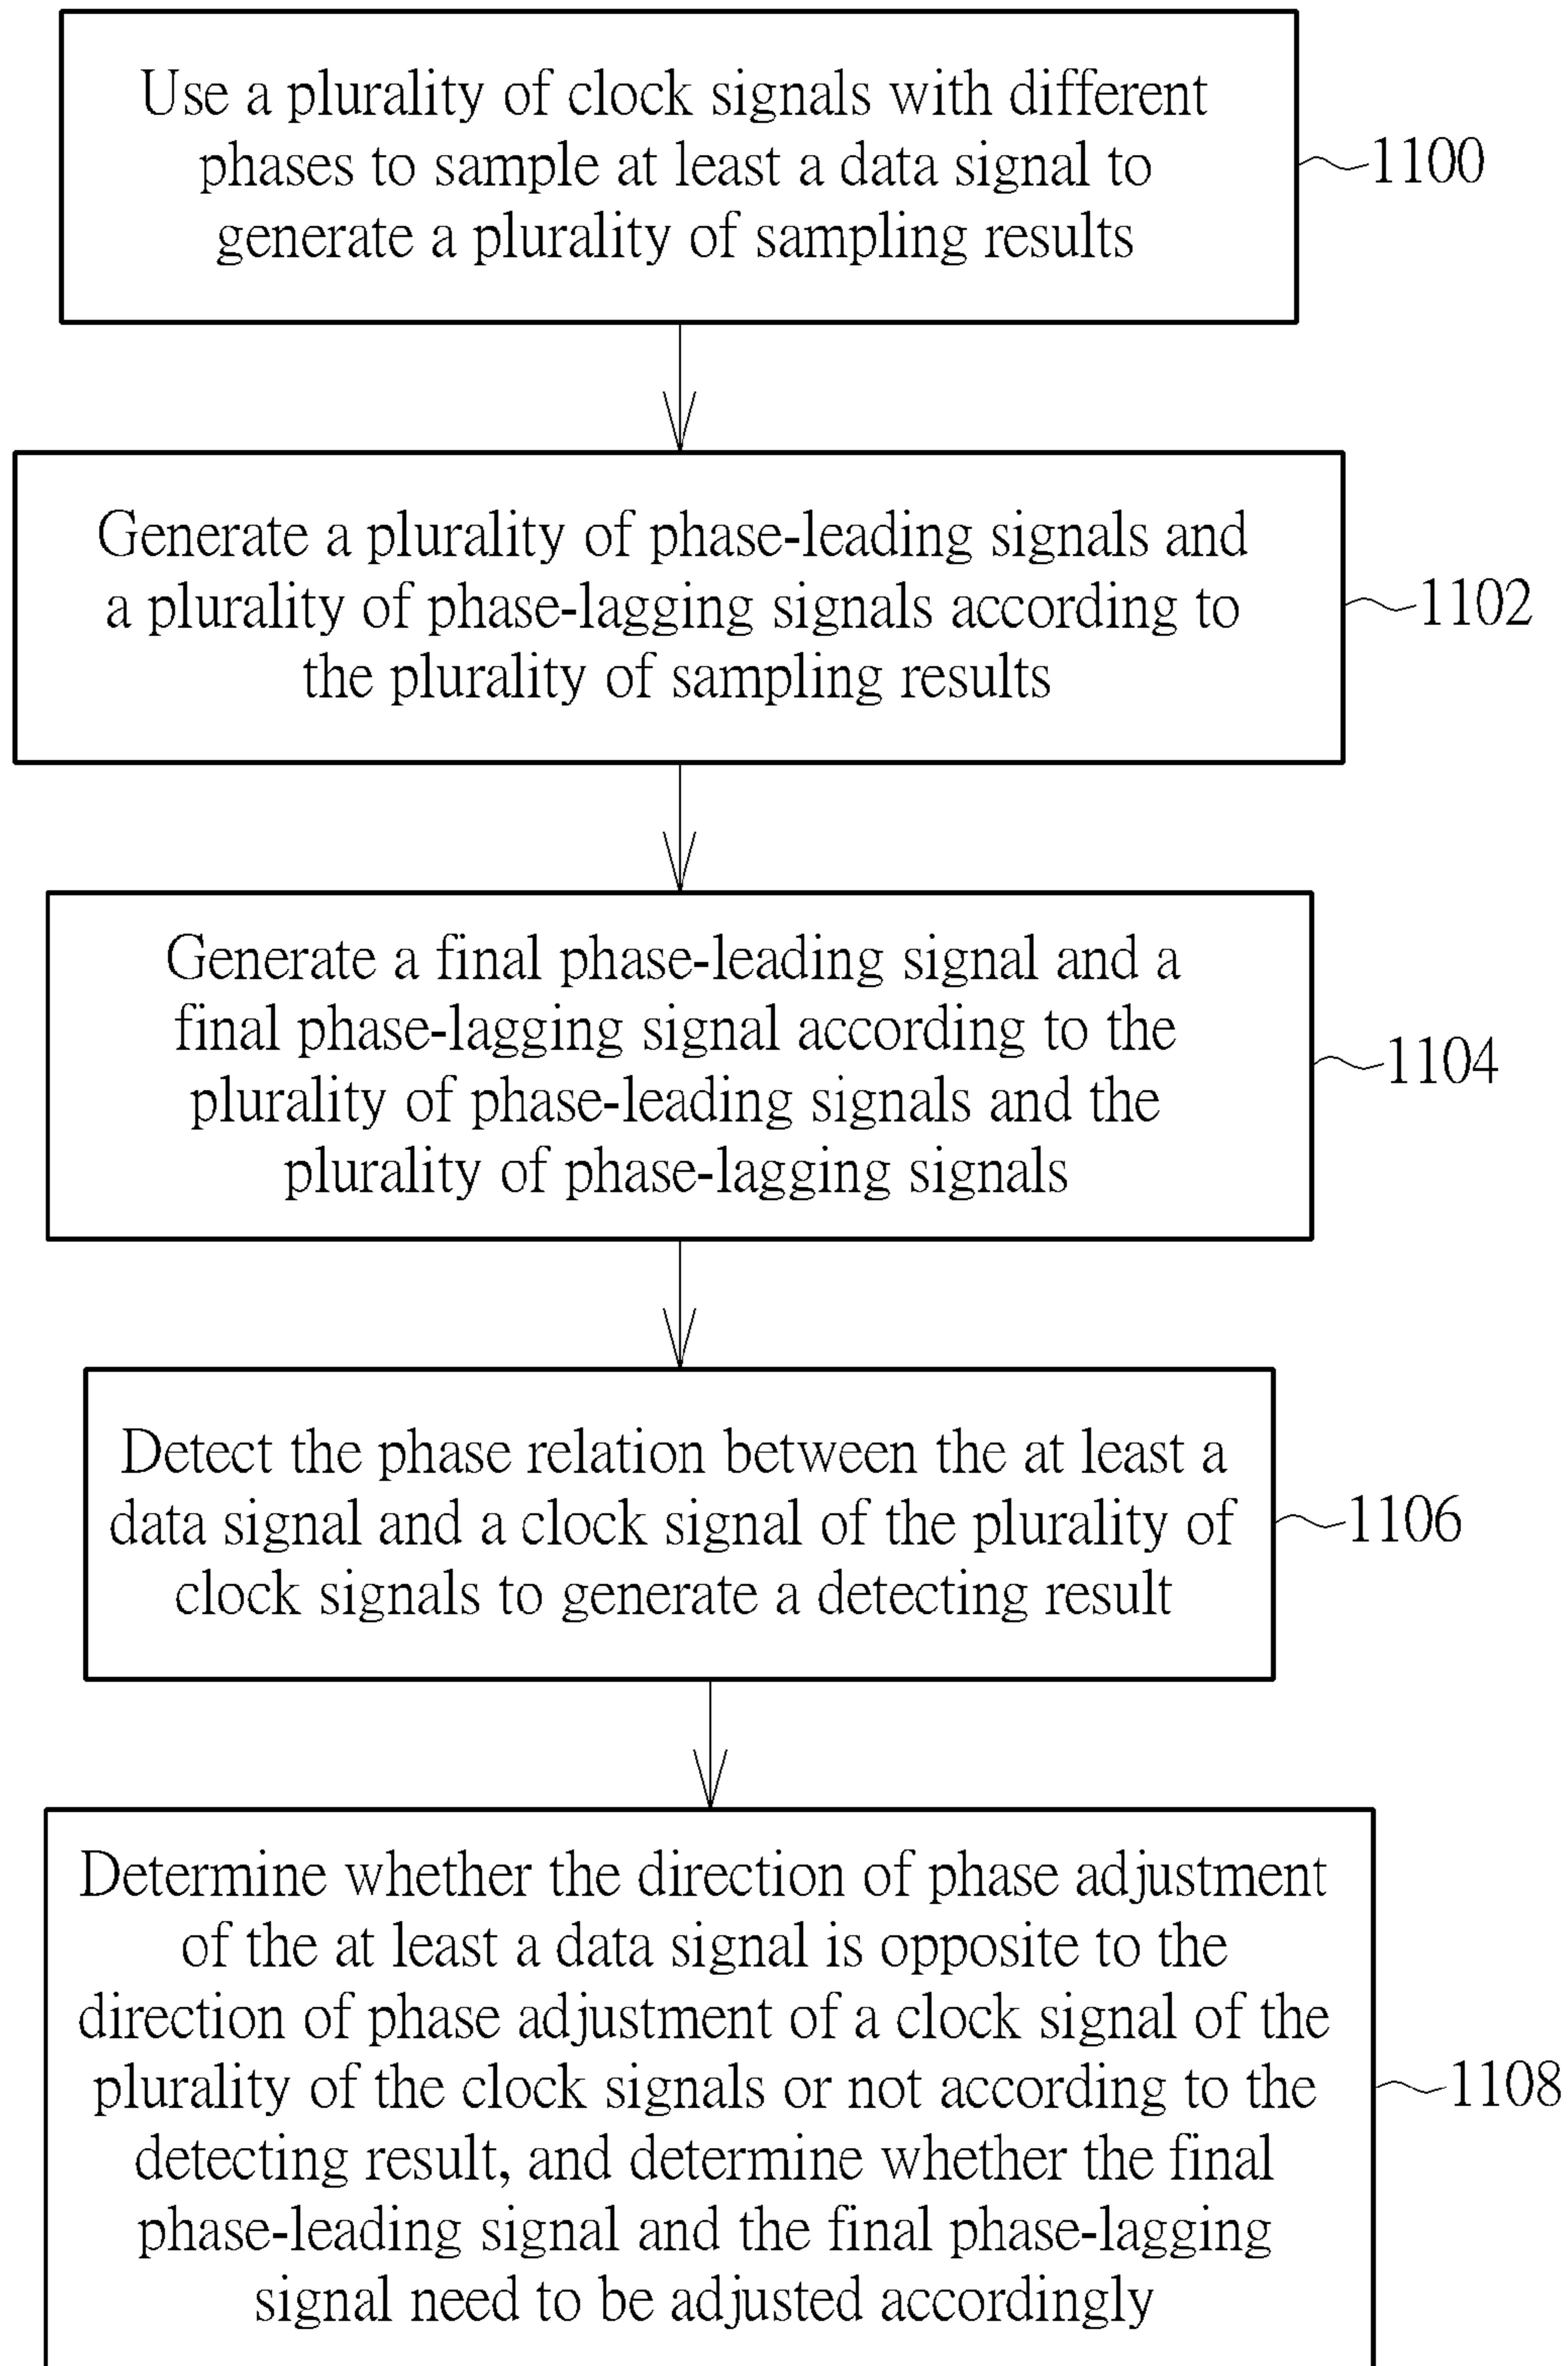 Use a plurality of clock signals with different
phases to sample at least a data signal to
generate a plurality of sampling results
1100
Generate a plurality of phase-leading signals and
a plurality of phase-lagging signals according to
the plurality of sampling results
1102
Generate a final phase-leading signal and a
final phase-lagging signal according to the
plurality of phase-leading signals and the
plurality of phase-lagging signals
1104
Detect the phase relation between the at least a
data signal and a clock signal of the plurality of
clock signals to generate a detecting result
1106
Determine whether the direction of phase adjustment
of the at least a data signal is opposite to the
direction of phase adjustment of a clock signal of the
plurality of the clock signals or not according to the
detecting result, and determine whether the final
phase-leading signal and the final phase-lagging
signal need to be adjusted accordingly
1108